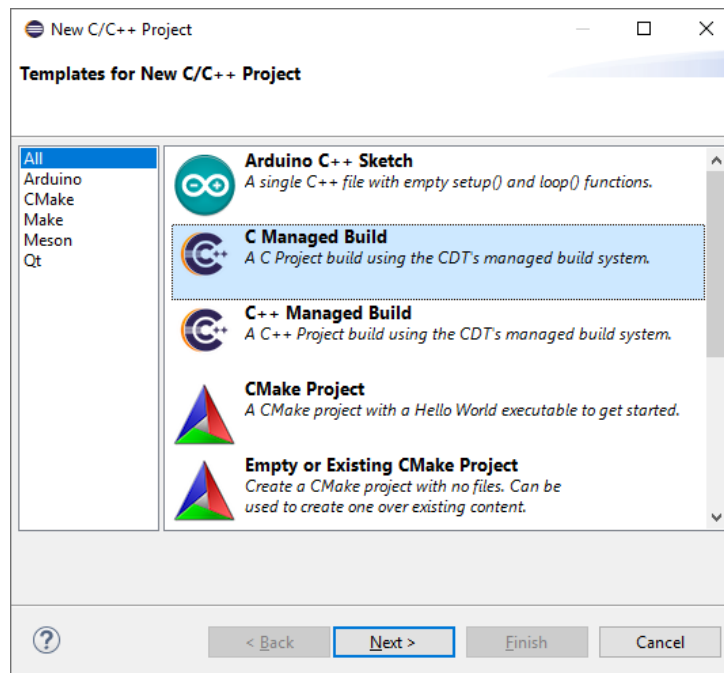 New C/C++ Project
Templates for New C/C++ Project
All
Arduino
CMake
Make
Meson
Qt
Arduino C++ Sketch
A single C++ file with empty setup() and loop() functions.
C Managed Build
A C Project build using the CDT's managed build system.
C++ Managed Build
A C++ Project build using the CDT's managed build system.
CMake Project
A CMake project with a Hello World executable to get started.
Empty or Existing CMake Project
Create a CMake project with no files. Can be
used to create one over existing content.
?
< Back
Next >
Finish
Cancel